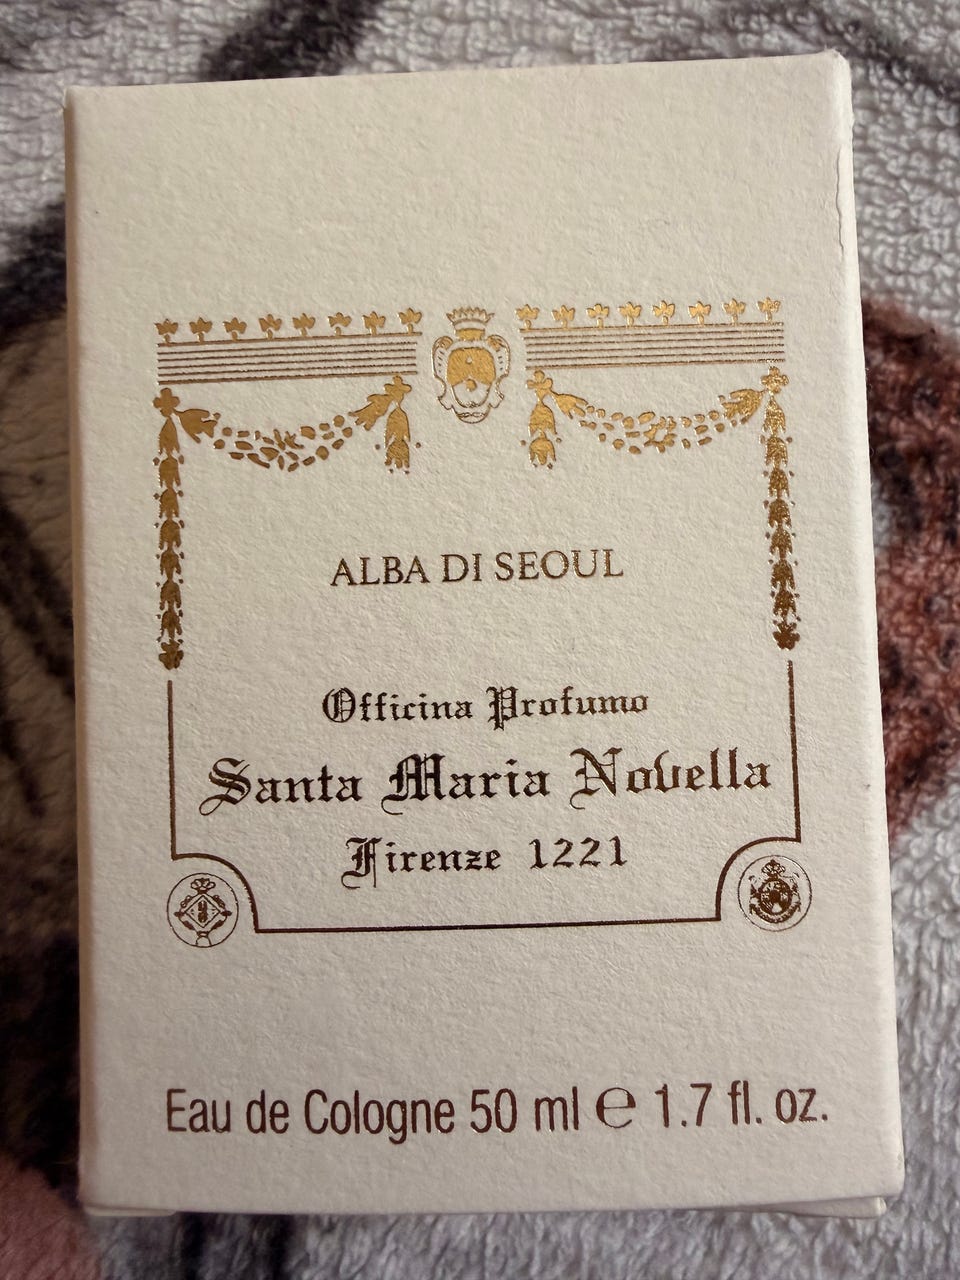 ALBA DI SEOUL
Officina Profumo
Santa Maria Novella
Firenze 1221
Eau de Cologne 50 ml ℮ 1.7 fl. oz.